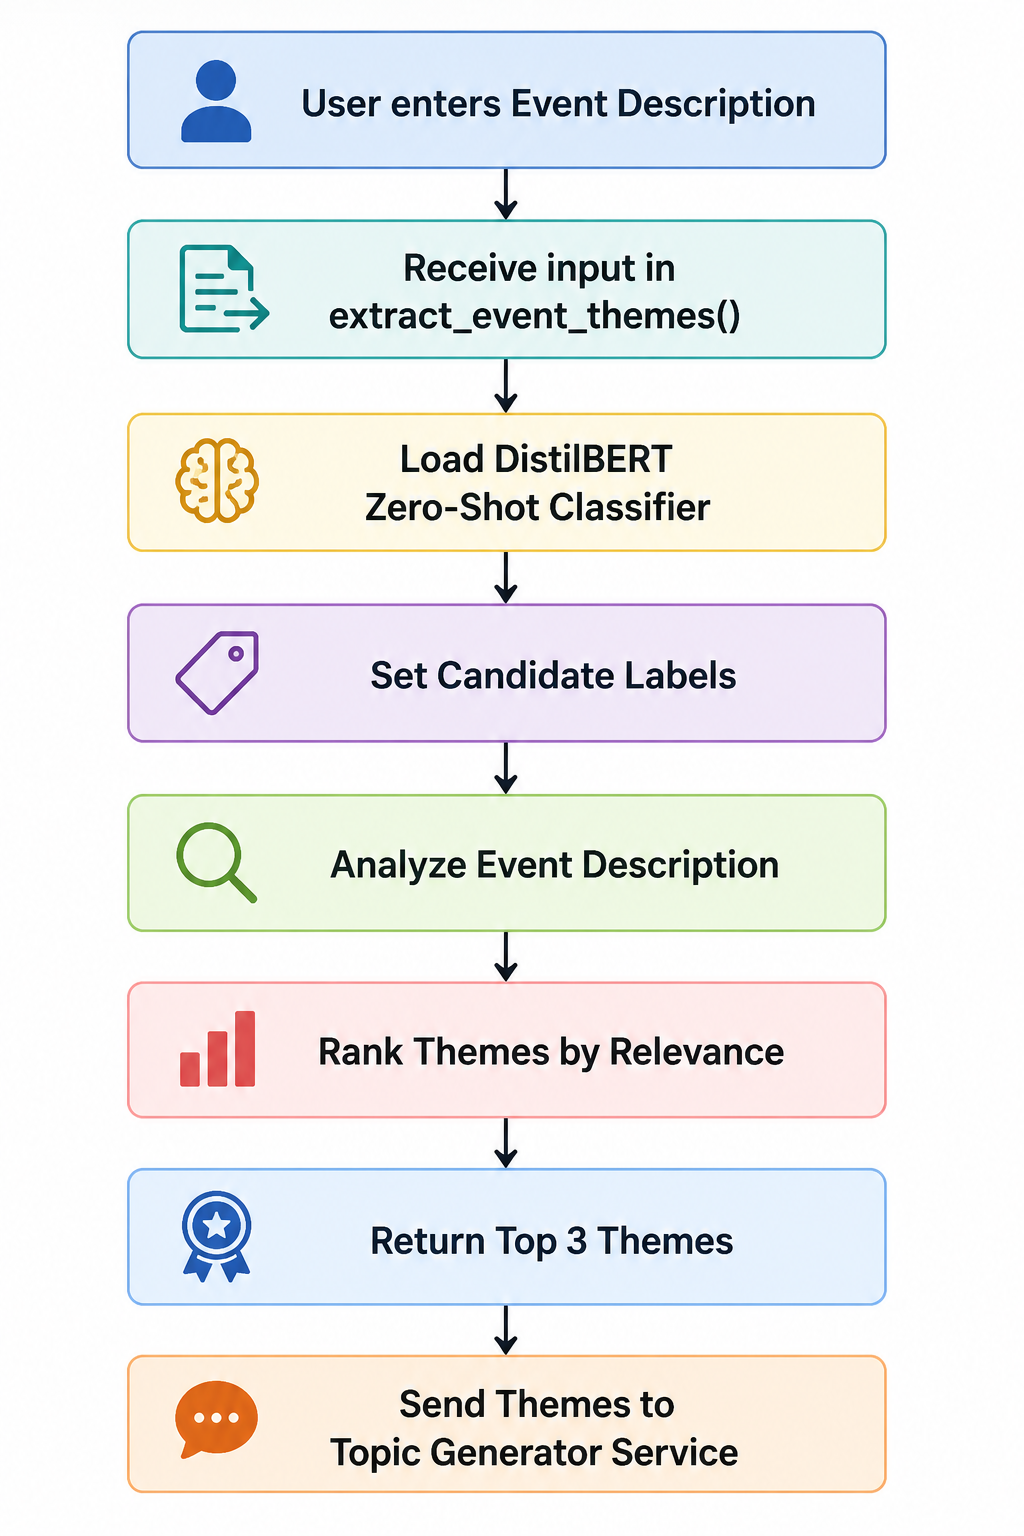 User enters Event Description
Receive input in
extract_event_themes()
Load DistilBERT
Zero-Shot Classifier
Set Candidate Labels
Analyze Event Description
Rank Themes by Relevance
Return Top 3 Themes
Send Themes to
Topic Generator Service